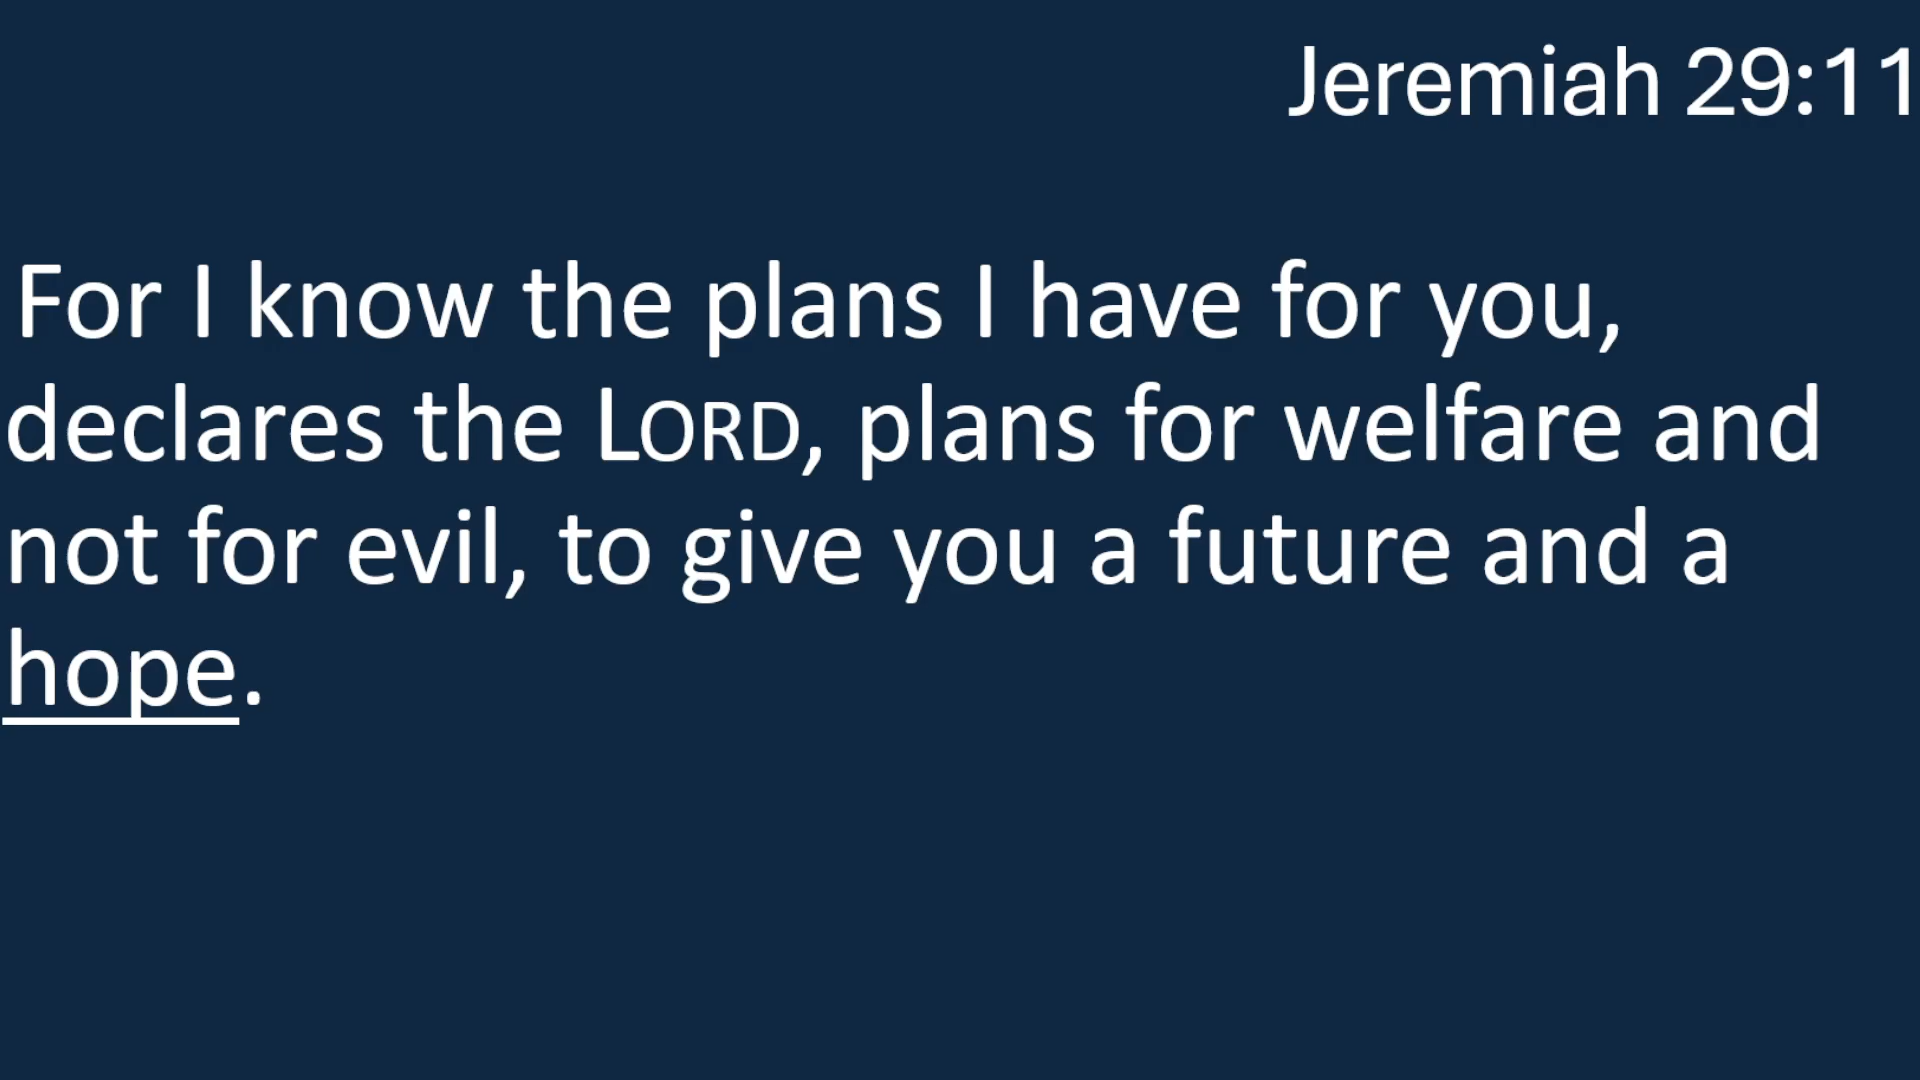 Jeremiah 29:11
For I know the plans I have for you,
declares the LORD, plans for welfare and
not for evil, to give you a future and a
hope.